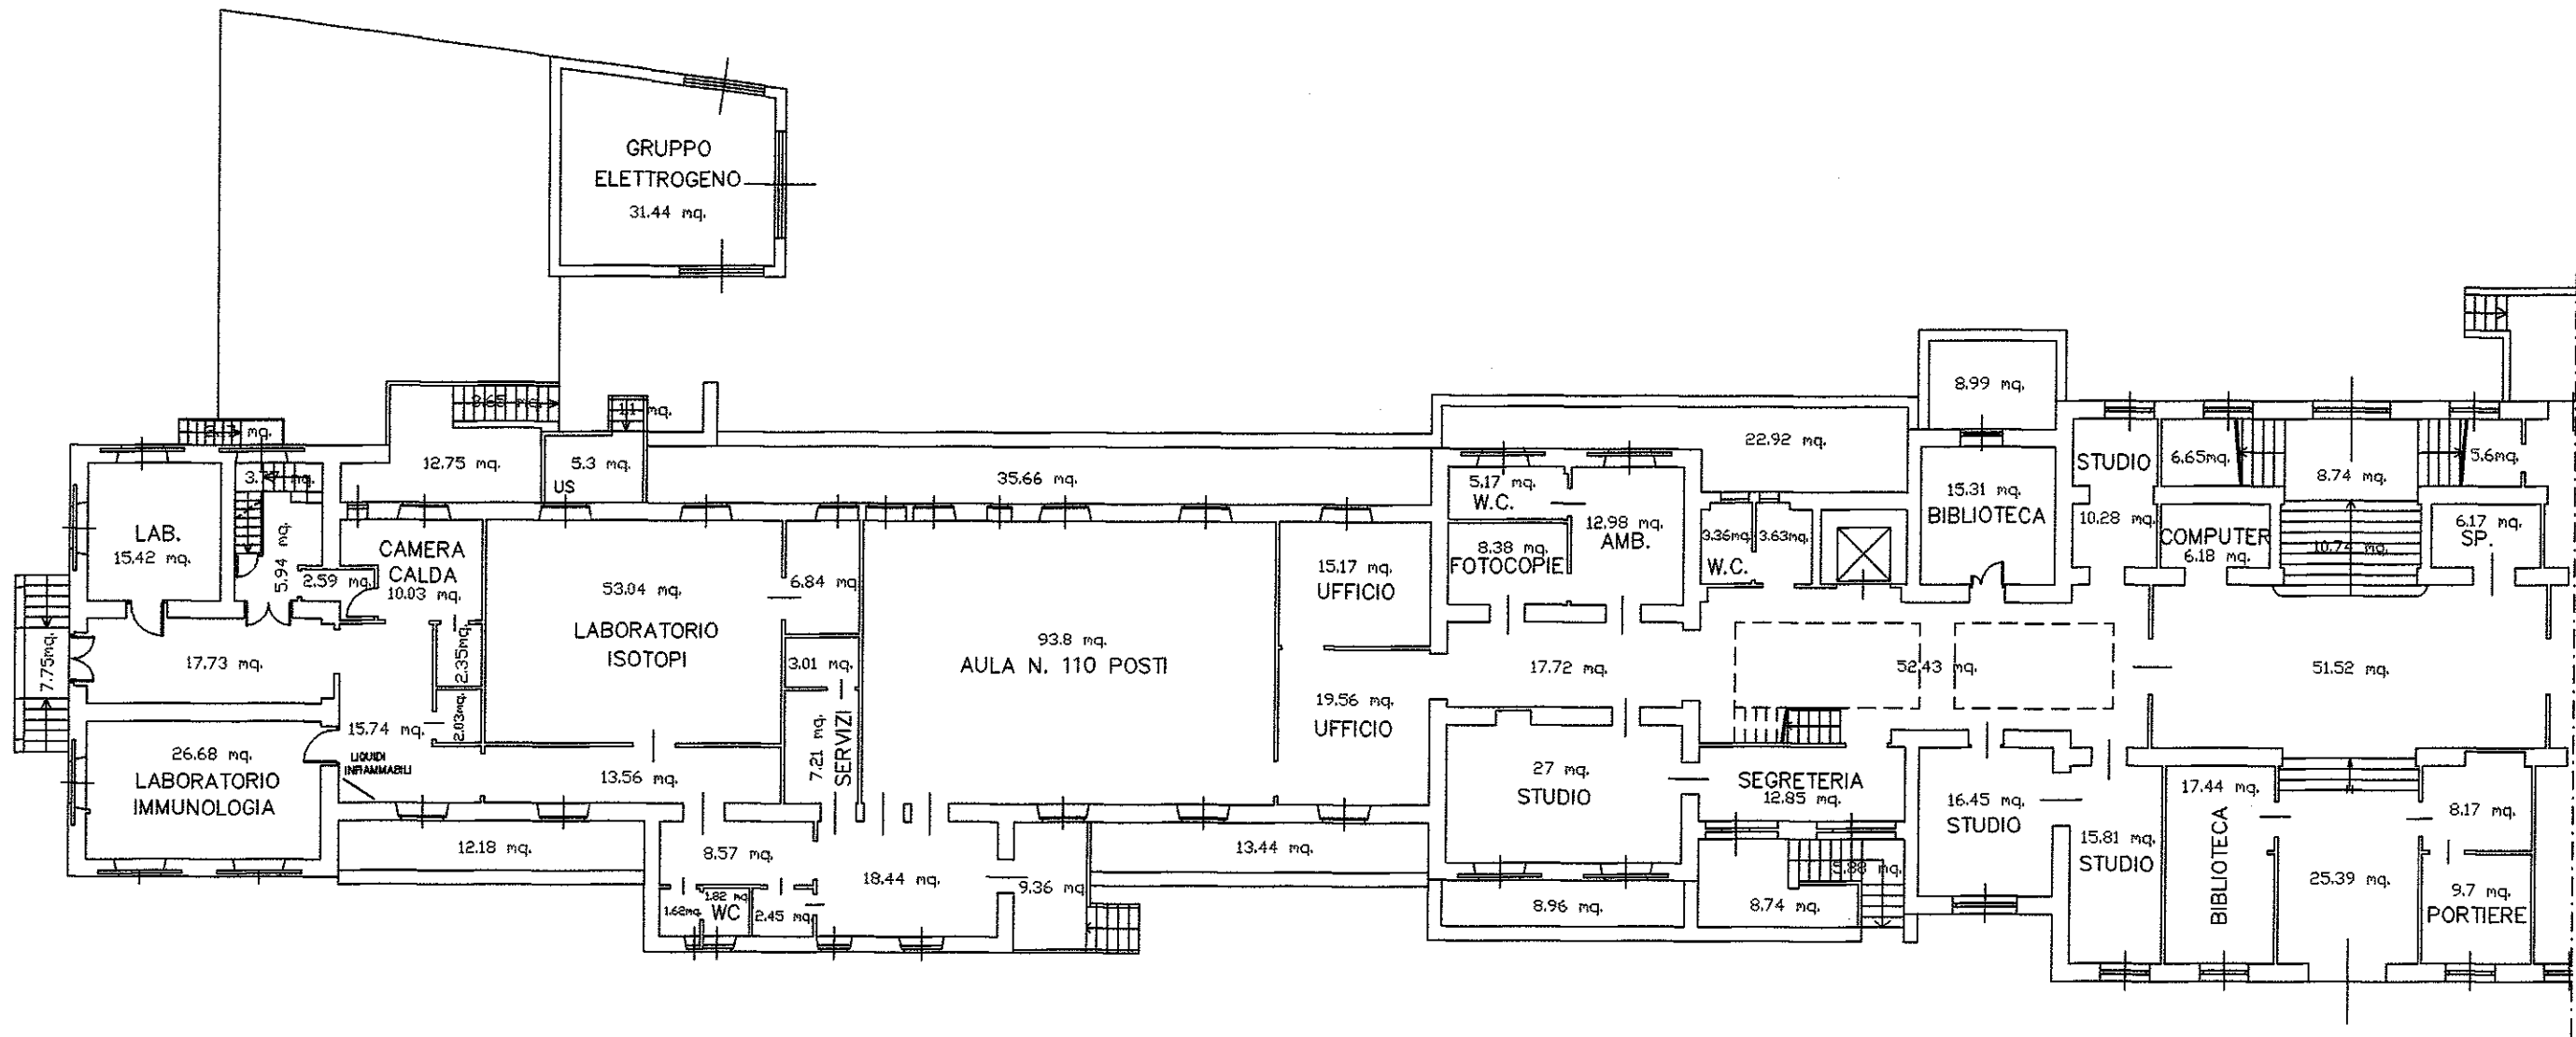 GRUPPO
ELETTROGENO
31.44 mq.
8.99 mq.
3.65 mq.
1.1 mq.
mq.
22.92 mq.
12.75 mq.
5.3 mq.
US
35.66 mq.
5.17 mq.
W.C.
STUDIO
6.65mq.
8.74 mq.
5.6mq.
15.31 mq.
BIBLIOTECA
10.28 mq.
LAB.
15.42 mq.
5.94 mq.
2.59 mq.
CAMERA
CALDA
10.03 mq.
53.04 mq.
LABORATORIO
ISOTOPI
6.84 mq.
15.17 mq.
UFFICIO
8.38 mq.
FOTOCOPIE
12.98 mq.
AMB.
3.36mq.
W.C.
3.63mq.
COMPUTER
6.18 mq.
10.74 mq.
6.17 mq.
SP.
7.75mq.
17.73 mq.
2.35mq.
2.03mq.
15.74 mq.
3.01 mq.
93.8 mq.
AULA N. 110 POSTI
17.72 mq.
52.43 mq.
51.52 mq.
19.56 mq.
UFFICIO
7.21 mq.
SERVIZI
26.68 mq.
LABORATORIO
IMMUNOLOGIA
LIQUIDI
INFIAMMABILI
13.56 mq.
27 mq.
STUDIO
SEGRETERIA
12.85 mq.
16.45 mq.
STUDIO
15.81 mq.
STUDIO
17.44 mq.
BIBLIOTECA
8.17 mq.
12.18 mq.
8.57 mq.
18.44 mq.
9.36 mq.
13.44 mq.
5.88 mq.
8.96 mq.
8.74 mq.
1.62mq.
1.82 mq.
WC
2.45 mq.
25.39 mq.
9.7 mq.
PORTIERE